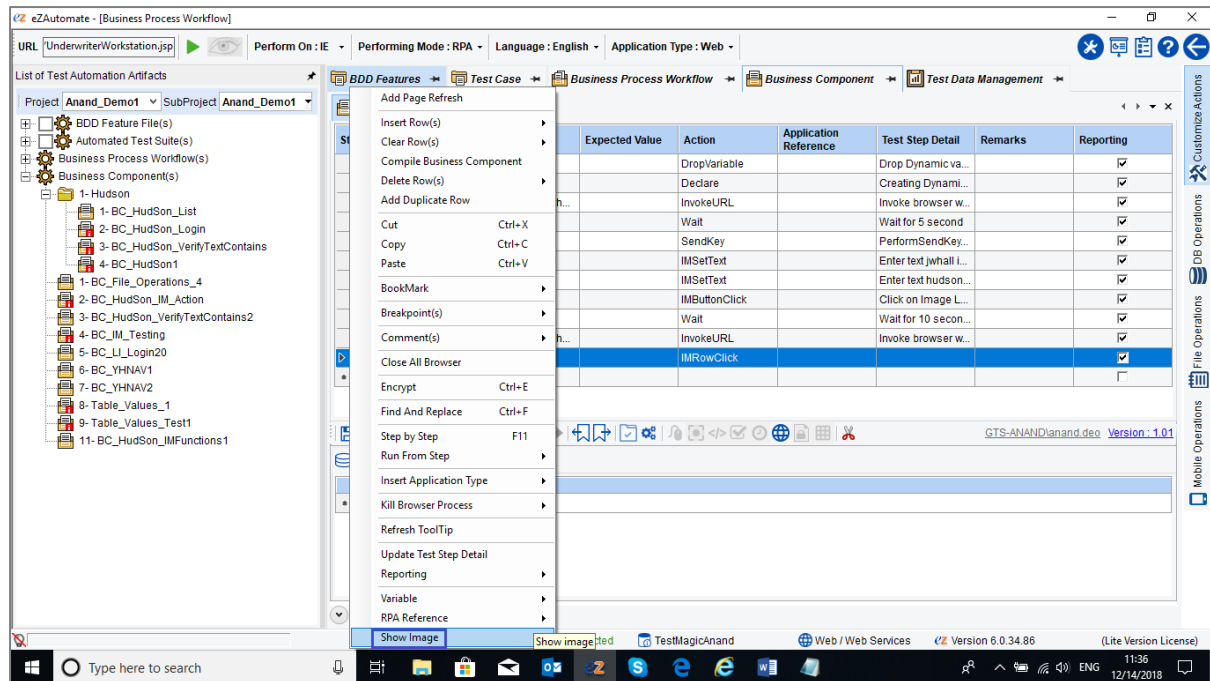 eZ eZAutomate - [Business Process Workflow]
URL 'UnderwriterWorkstation.jsp Perform On : IE Performing Mode : RPA Language : English Application Type : Web
List of Test Automation Artifacts
Project Anand_Demo1 SubProject Anand_Demo1
BDD Feature File(s)
Automated Test Suite(s)
Business Process Workflow(s)
Business Component(s)
1- Hudson
1- BC_HudSon_List
2- BC_HudSon_Login
3- BC_HudSon_VerifyTextContains
4- BC_HudSon1
1- BC_File_Operations_4
2- BC_HudSon_IM_Action
3- BC_HudSon_VerifyTextContains2
4- BC_IM_Testing
5- BC_LI_Login20
6- BC_YHNAV1
7- BC_YHNAV2
8- Table_Values_1
9- Table_Values_Test1
11- BC_HudSon_IMFunctions1
BDD Features Test Case Business Process Workflow Business Component Test Data Management
Add Page Refresh
Insert Row(s)
Clear Row(s)
Compile Business Component
Delete Row(s)
Add Duplicate Row
Cut Ctrl+X
Copy Ctrl+C
Paste Ctrl+V
BookMark
Breakpoint(s)
Comment(s)
Close All Browser
Encrypt Ctrl+E
Find And Replace Ctrl+F
Step by Step F11
Run From Step
Insert Application Type
Kill Browser Process
Refresh ToolTip
Update Test Step Detail
Reporting
Variable
RPA Reference
Show Image
Show image
St Expected Value Action Application Reference Test Step Detail Remarks Reporting
DropVariable Drop Dynamic va...
Declare Creating Dynami...
h... InvokeURL Invoke browser w...
Wait Wait for 5 second
SendKey PerformSendKey...
IMSetText Enter text jwhall i...
IMSetText Enter text hudson...
IMButtonClick Click on Image L...
Wait Wait for 10 secon...
h... InvokeURL Invoke browser w...
IMRowClick
GTS-ANAND\anand.deo Version : 1.01
Customize Actions
DB Operations
File Operations
Mobile Operations
cted TestMagicAnand Web / Web Services eZ Version 6.0.34.86 (Lite Version License)
Type here to search
ENG 11:36
12/14/2018